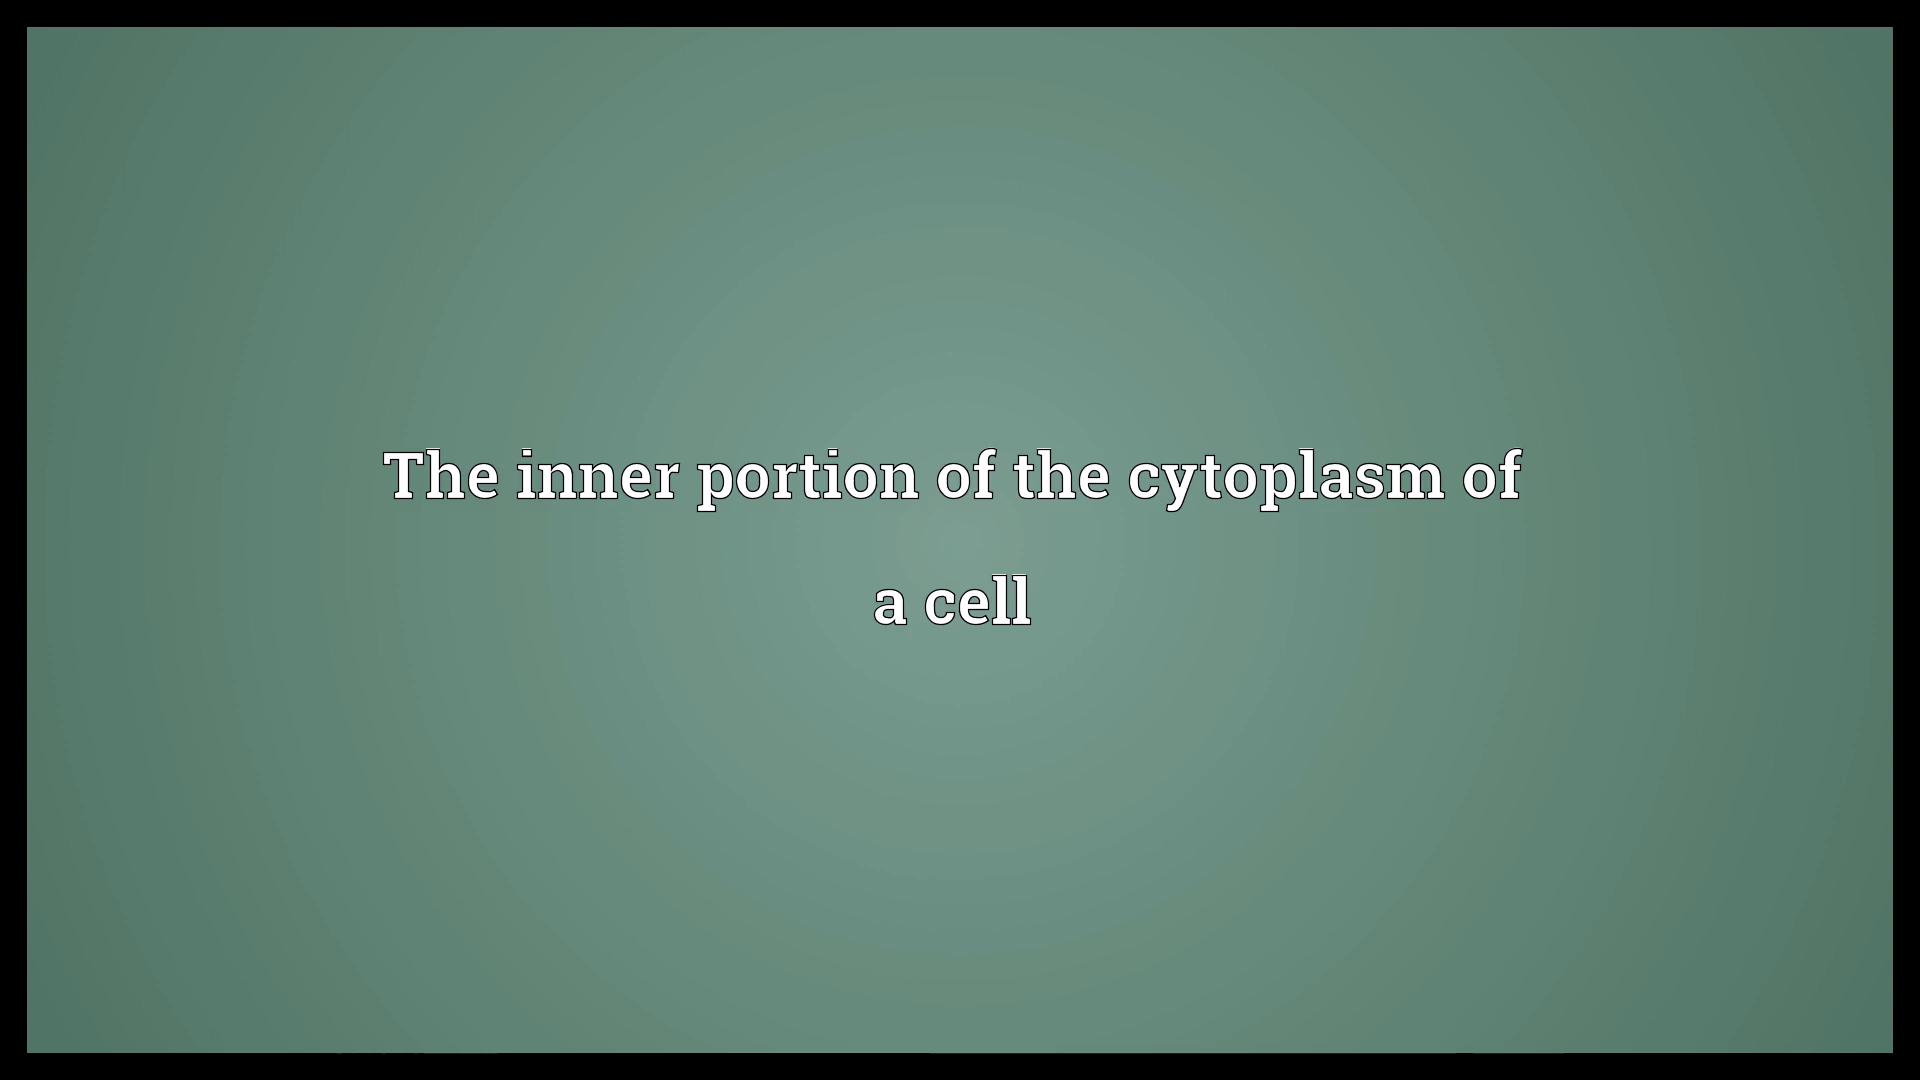 The inner portion of the cytoplasm of
a cell